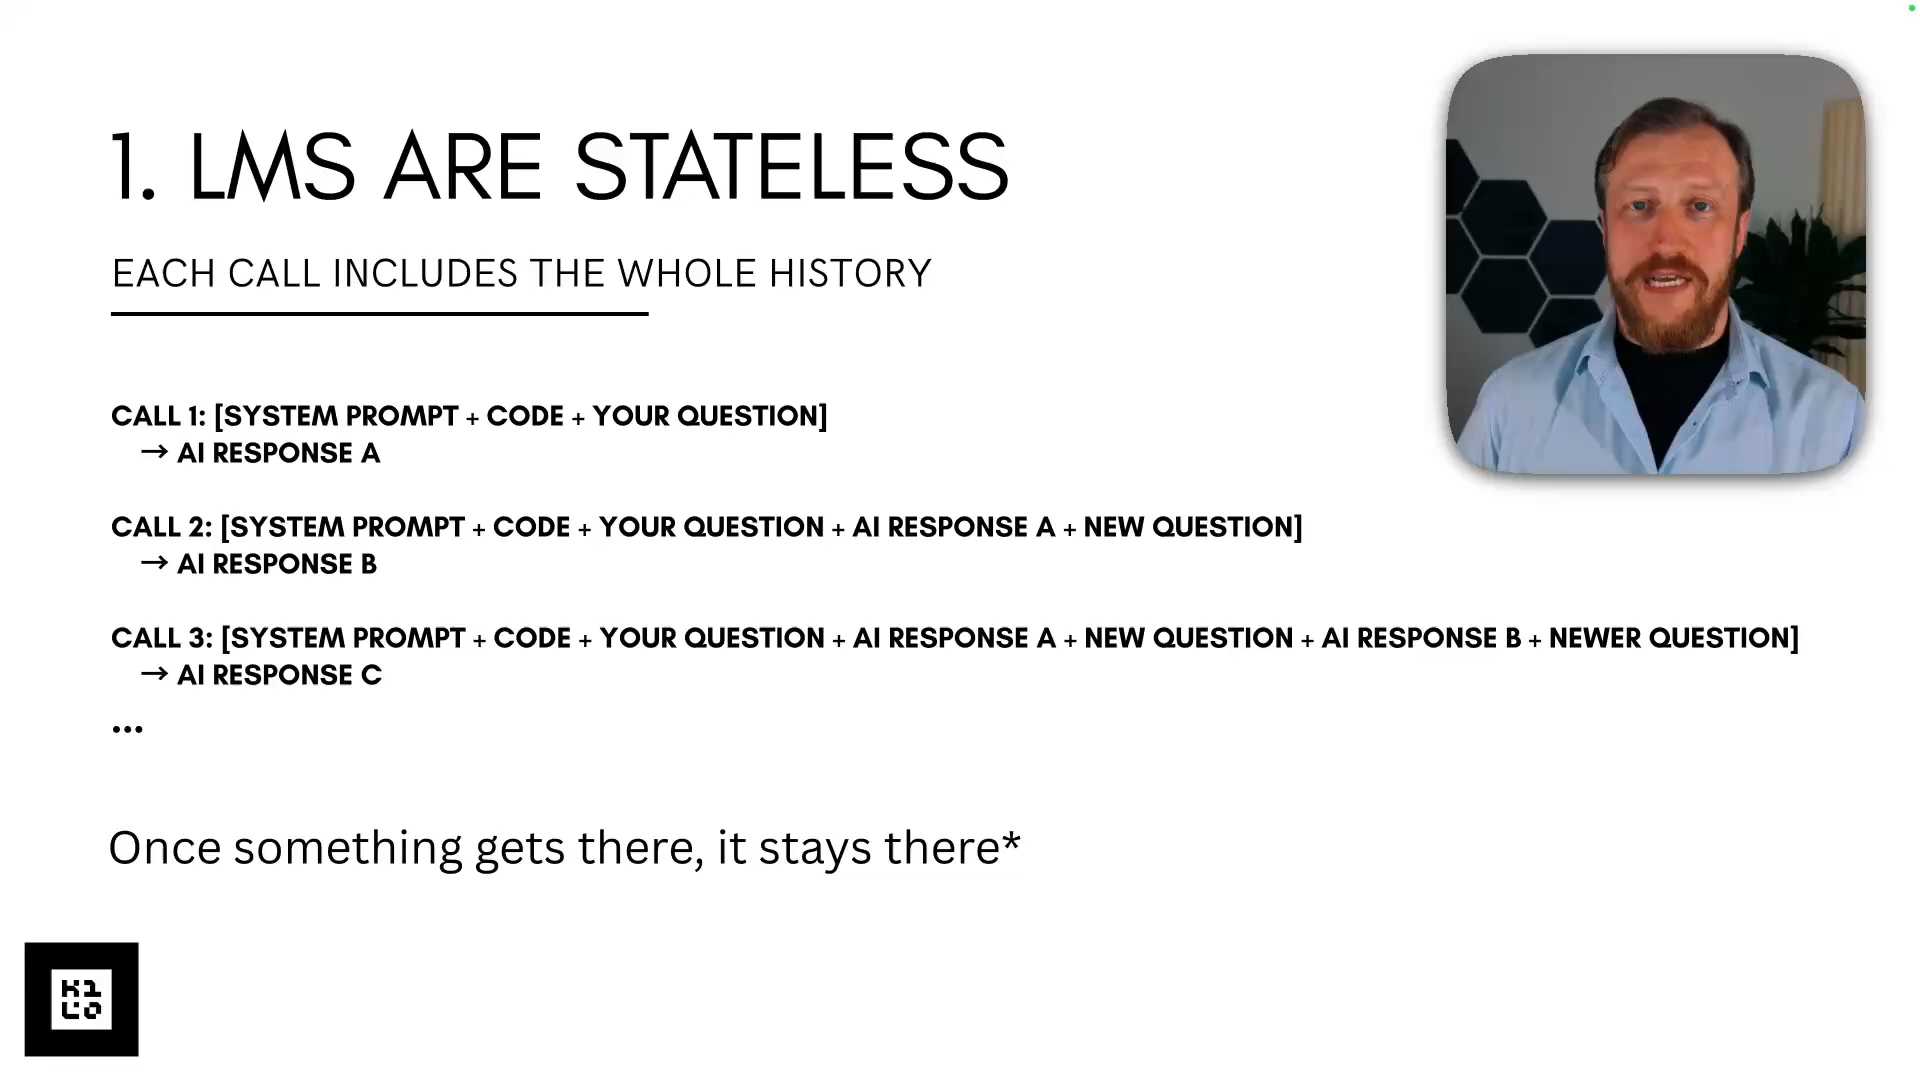 1. LMS ARE STATELESS
EACH CALL INCLUDES THE WHOLE HISTORY
CALL 1: [SYSTEM PROMPT + CODE + YOUR QUESTION]
→ AI RESPONSE A
CALL 2: [SYSTEM PROMPT + CODE + YOUR QUESTION + AI RESPONSE A + NEW QUESTION]
→ AI RESPONSE B
CALL 3: [SYSTEM PROMPT + CODE + YOUR QUESTION + AI RESPONSE A + NEW QUESTION + AI RESPONSE B + NEWER QUESTION]
→ AI RESPONSE C
...
Once something gets there, it stays there*
KI
LO